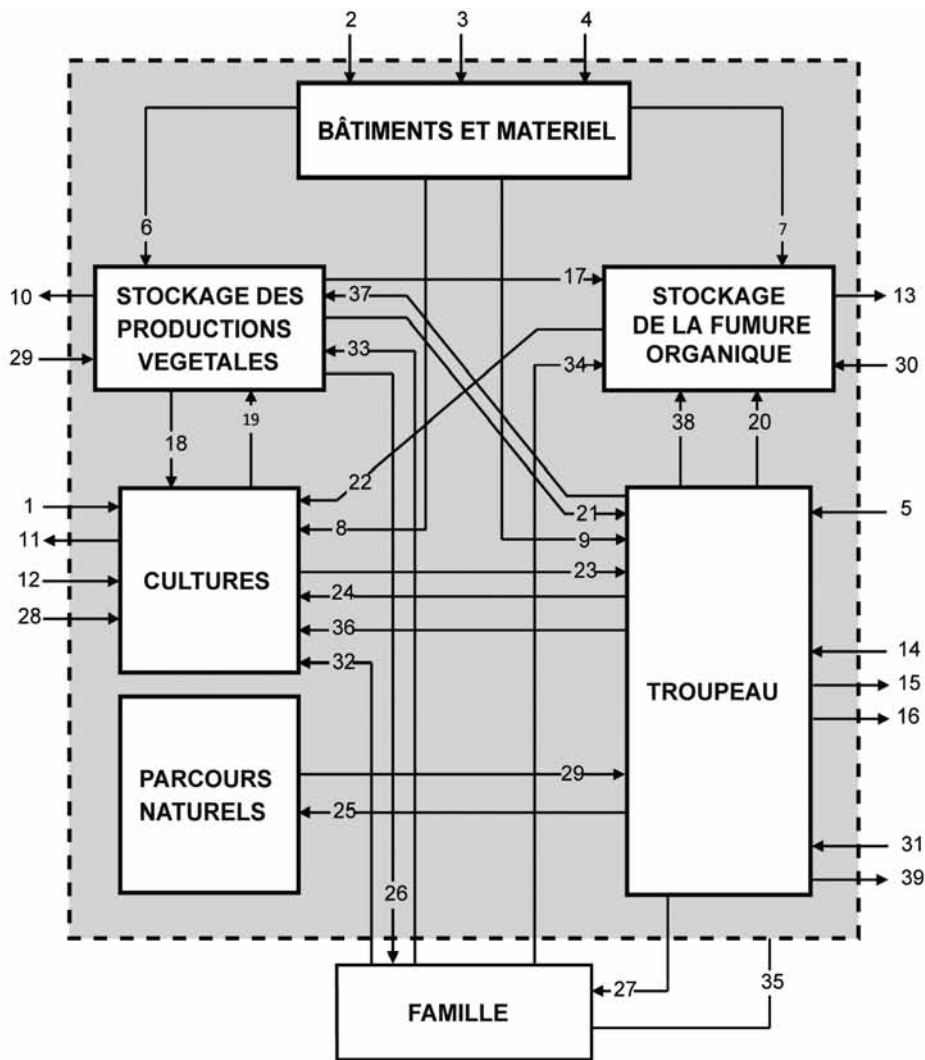 2 3 4
BÂTIMENTS ET MATERIEL
6 7
10 STOCKAGE DES
PRODUCTIONS
VEGETALES
17
37
33
STOCKAGE
DE LA FUMURE
ORGANIQUE
13
29 34 30
18 19 38 20
22
1 8 21 9 5
11
12 CULTURES 23
24
28 36
32
14
TROUPEAU 15
16
PARCOURS
NATURELS
29
25
31
39
26
27 35
FAMILLE